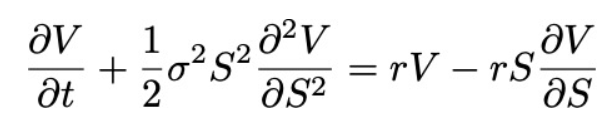 ∂V/∂t + 1/2 σ²S² ∂²V/∂S² = rV − rS ∂V/∂S